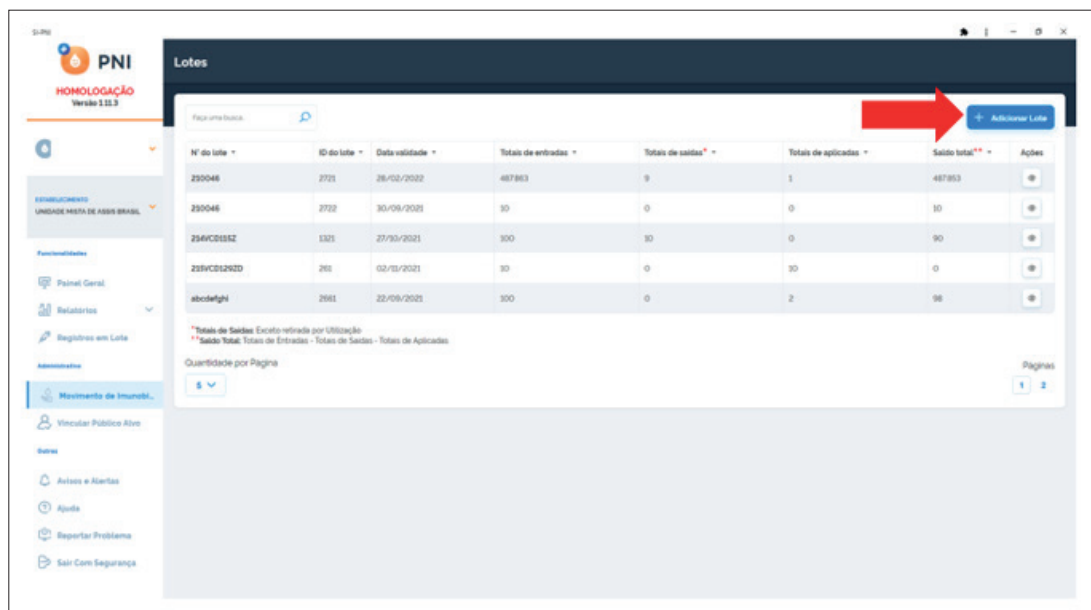 SI-PNI
PNI
HOMOLOGAÇÃO
Versão 1.11.3
ESTABELECIMENTO
UNIDADE MISTA DE ASSIS BRASIL
Funcionalidades
Painel Geral
Relatórios
Registros em Lote
Administrativo
Movimento de Imunobi...
Vincular Público Alvo
Outros
Avisos e Alertas
Ajuda
Reportar Problema
Sair Com Segurança
Lotes
Faça uma busca...
+ Adicionar Lote
N° do lote ID do lote Data validade Totais de entradas Totais de saídas* Totais de aplicadas Saldo total** Ações
210046 2721 28/02/2022 487863 9 1 487853
210046 2722 30/09/2021 10 0 0 10
1321 27/10/2021 100 10 0 90
261 02/11/2021 10 0 10 0
abcdefghi 2661 22/09/2021 100 0 2 98
*Totais de Saídas: Exceto retirada por Utilização
**Saldo Total: Totais de Entradas - Totais de Saídas - Totais de Aplicadas
Quantidade por Página
5
Páginas
1 2